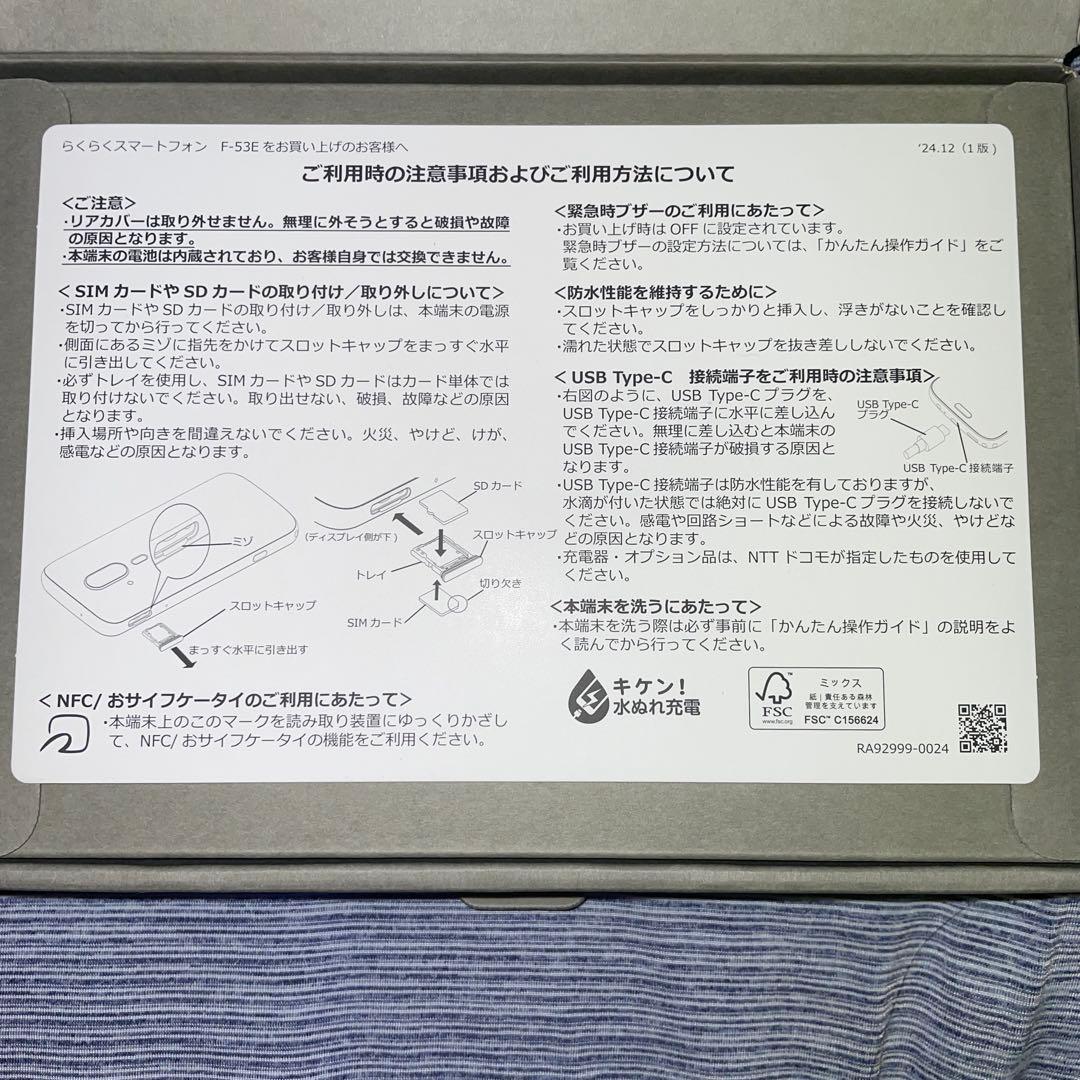 らくらくスマートフォン　F-53E をお買い上げのお客様へ
'24.12（1 版）
ご利用時の注意事項およびご利用方法について
＜ご注意＞
・リアカバーは取り外せません。無理に外そうとすると破損や故障
の原因となります。
・本端末の電池は内蔵されており、お客様自身では交換できません。
＜ SIM カードや SD カードの取り付け／取り外しについて＞
・SIM カードや SD カードの取り付け／取り外しは、本端末の電源
を切ってから行ってください。
・側面にあるミゾに指先をかけてスロットキャップをまっすぐ水平
に引き出してください。
・必ずトレイを使用し、SIM カードや SD カードはカード単体では
取り付けないでください。取り出せない、破損、故障などの原因
となります。
・挿入場所や向きを間違えないでください。火災、やけど、けが、
感電などの原因となります。
ミゾ
スロットキャップ
まっすぐ水平に引き出す
SD カード
(ディスプレイ側が下)
スロットキャップ
トレイ
切り欠き
SIM カード
＜ NFC/ おサイフケータイのご利用にあたって＞
・本端末上のこのマークを読み取り装置にゆっくりかざし
て、NFC/ おサイフケータイの機能をご利用ください。
＜緊急時ブザーのご利用にあたって＞
・お買い上げ時は OFF に設定されています。
緊急時ブザーの設定方法については、「かんたん操作ガイド」をご
覧ください。
＜防水性能を維持するために＞
・スロットキャップをしっかりと挿入し、浮きがないことを確認し
てください。
・濡れた状態でスロットキャップを抜き差ししないでください。
＜ USB Type-C　接続端子をご利用時の注意事項＞
・右図のように、USB Type-C プラグを、
USB Type-C 接続端子に水平に差し込ん
でください。無理に差し込むと本端末の
USB Type-C 接続端子が破損する原因と
なります。
USB Type-C
プラグ
USB Type-C 接続端子
・USB Type-C 接続端子は防水性能を有しておりますが、
水滴が付いた状態では絶対に USB Type-C プラグを接続しないで
ください。感電や回路ショートなどによる故障や火災、やけどな
どの原因となります。
・充電器・オプション品は、NTT ドコモが指定したものを使用して
ください。
＜本端末を洗うにあたって＞
・本端末を洗う際は必ず事前に「かんたん操作ガイド」の説明をよ
く読んでから行ってください。
キケン！
水ぬれ充電
FSC
www.fsc.org
ミックス
紙｜責任ある森林
管理を支えています
FSC™ C156624
RA92999-0024